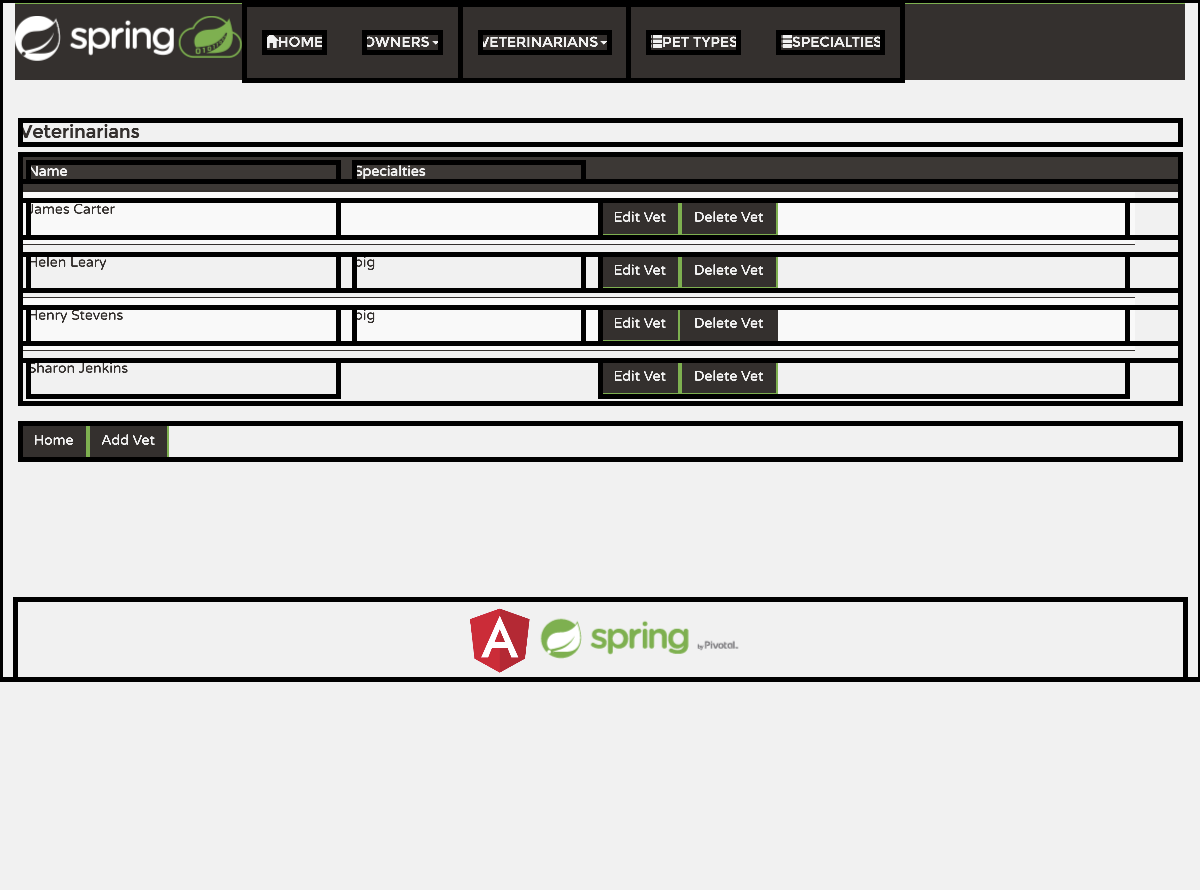 spring HOME OWNERS VETERINARIANS PET TYPES SPECIALTIES
Veterinarians
Name Specialties
James Carter Edit Vet Delete Vet
Helen Leary big Edit Vet Delete Vet
Henry Stevens big Edit Vet Delete Vet
Sharon Jenkins Edit Vet Delete Vet
Home Add Vet
A spring by Pivotal.